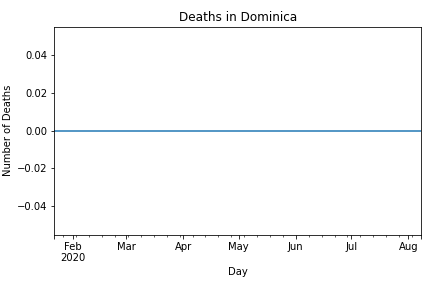 Deaths in Dominica
Number of Deaths
0.04
0.02
0.00
−0.02
−0.04
Feb
2020
Mar
Apr
May
Jun
Jul
Aug
Day